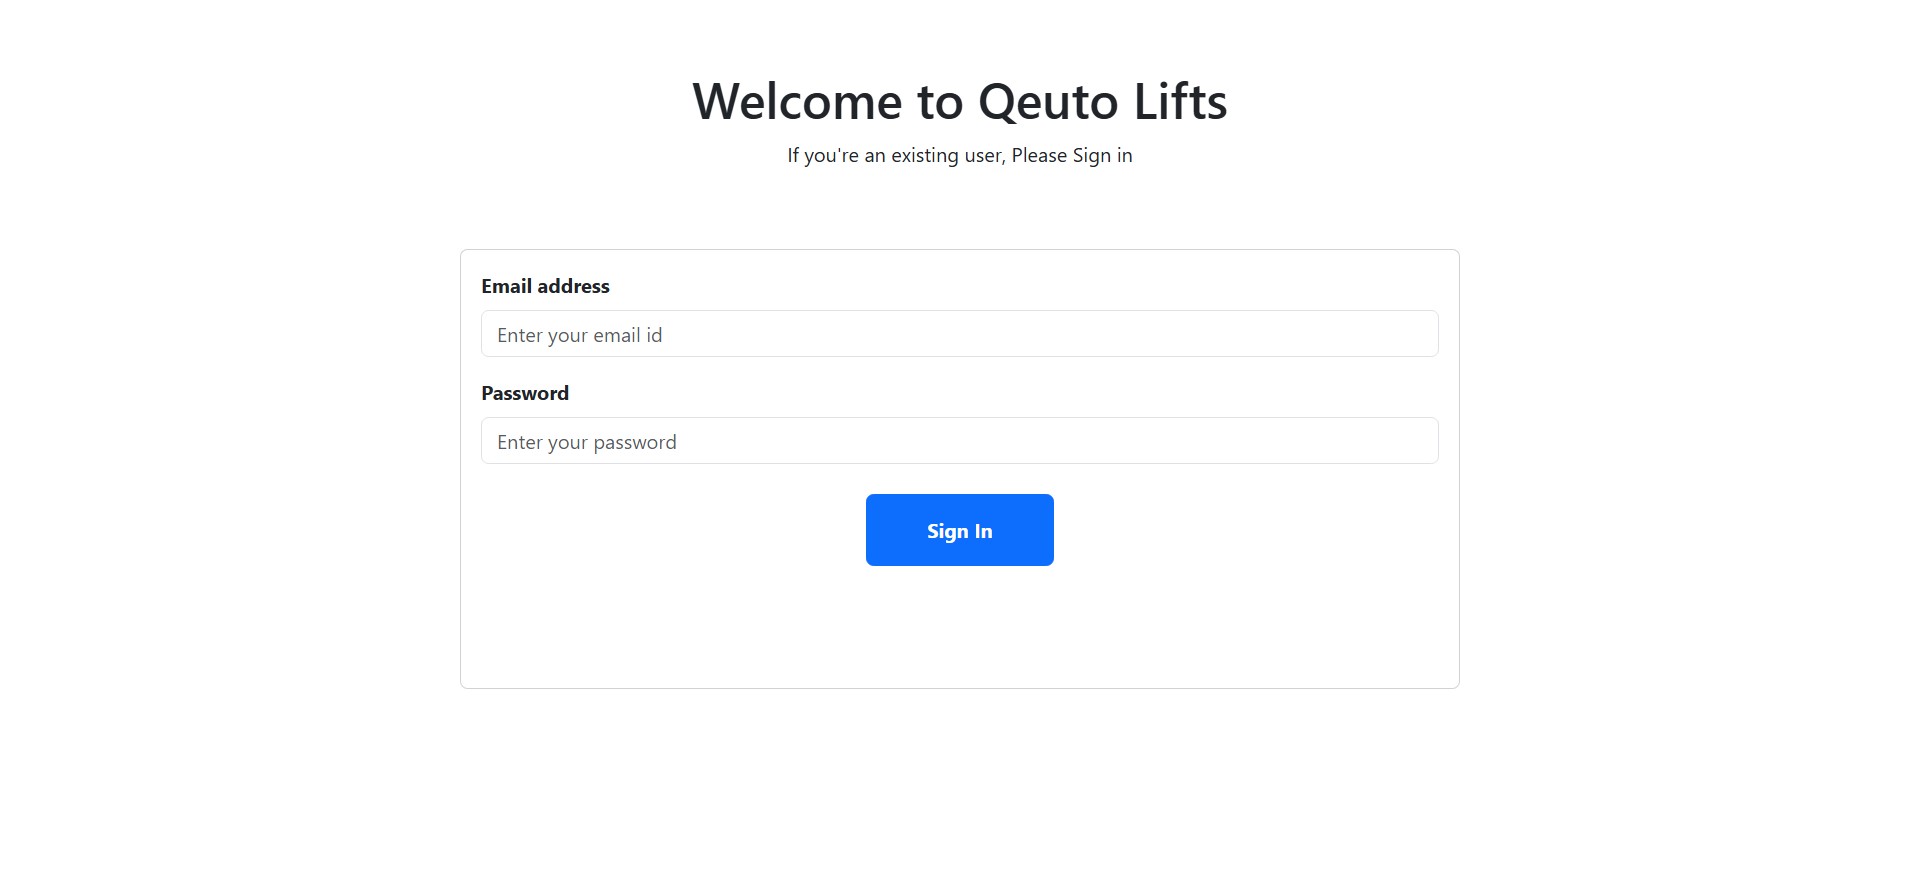 Welcome to Qeuto Lifts
If you're an existing user, Please Sign in
Email address
Enter your email id
Password
Enter your password
Sign In